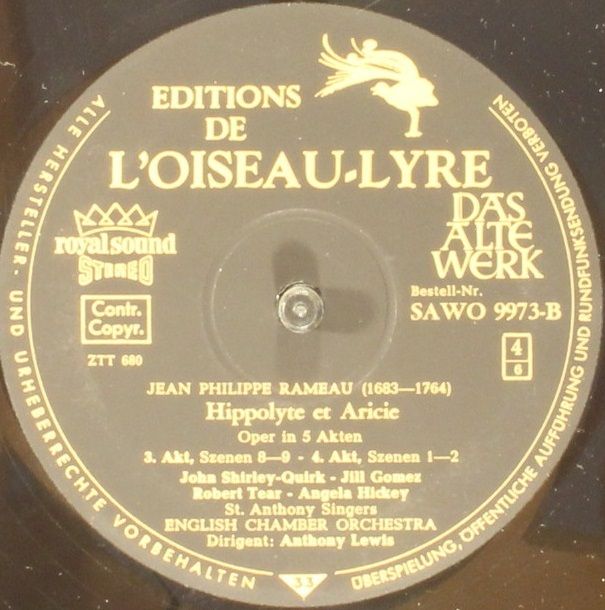 EDITIONS
DE
L'OISEAU-LYRE
royal sound
STEREO
DAS
ALTE
WERK
Contr.
Copyr.
ZTT 680
Bestell-Nr.
SAWO 9973-B
4
6
JEAN PHILIPPE RAMEAU (1683—1764)
Hippolyte et Aricie
Oper in 5 Akten
3. Akt, Szenen 8—9 - 4. Akt, Szenen 1—2
John Shirley-Quirk - Jill Gomez
Robert Tear - Angela Hickey
St. Anthony Singers
ENGLISH CHAMBER ORCHESTRA
Dirigent: Anthony Lewis
33
ALLE HERSTELLER- UND URHEBERRECHTE VORBEHALTEN
ÜBERSPIELUNG, ÖFFENTLICHE AUFFÜHRUNG UND RUNDFUNKSENDUNG VERBOTEN